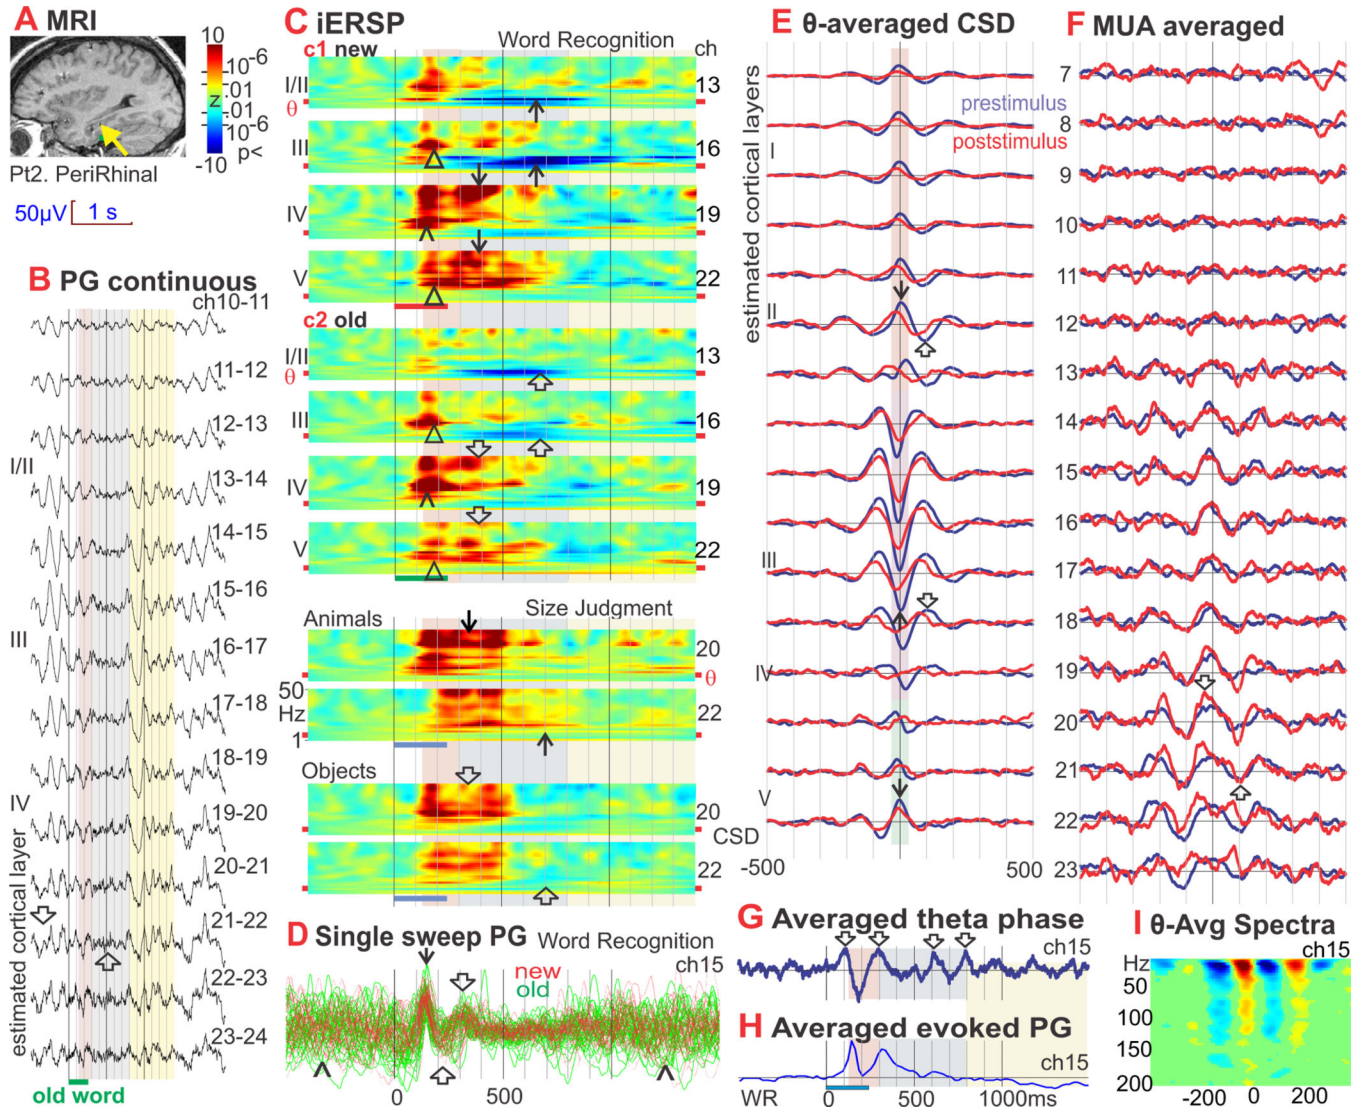 A MRI
10
10⁻⁶
.01
z
.01
10⁻⁶
-10 p<
Pt2. PeriRhinal
50µV 1 s
B PG continuous
ch10-11
11-12
12-13
I/II
13-14
14-15
15-16
III
16-17
17-18
18-19
IV
19-20
20-21
21-22
22-23
23-24
estimated cortical layer
old word
C iERSP
c1 new
Word Recognition
ch
I/II
θ
13
III
16
IV
19
V
22
c2 old
I/II
θ
13
III
16
IV
19
V
22
Animals
Size Judgment
20
θ
50
Hz
1
22
Objects
20
22
D Single sweep PG
Word Recognition
ch15
new
old
0
500
E θ-averaged CSD
estimated cortical layers
prestimulus
poststimulus
I
II
III
IV
V
CSD
-500
500
F MUA averaged
7
8
9
10
11
12
13
14
15
16
17
18
19
20
21
22
23
G Averaged theta phase
ch15
H Averaged evoked PG
ch15
WR
0
500
1000ms
I θ-Avg Spectra
ch15
Hz
50
100
150
200
-200
0
200